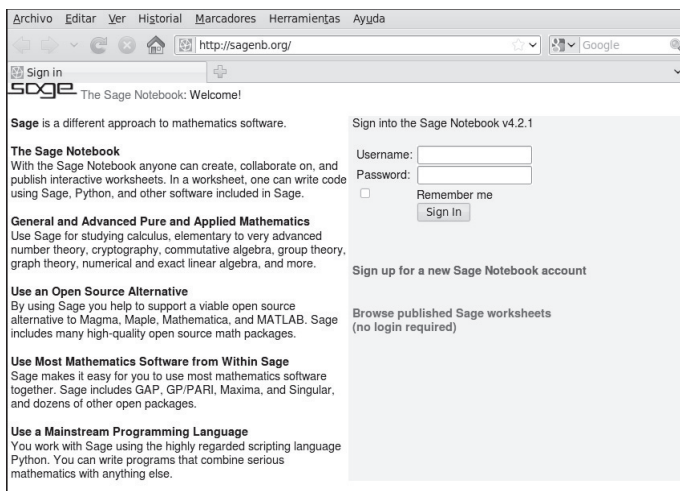 Archivo Editar Ver Historial Marcadores Herramientas Ayuda
http://sagenb.org/
Google
Sign in
sage The Sage Notebook: Welcome!
Sage is a different approach to mathematics software.
The Sage Notebook
With the Sage Notebook anyone can create, collaborate on, and
publish interactive worksheets. In a worksheet, one can write code
using Sage, Python, and other software included in Sage.
General and Advanced Pure and Applied Mathematics
Use Sage for studying calculus, elementary to very advanced
number theory, cryptography, commutative algebra, group theory,
graph theory, numerical and exact linear algebra, and more.
Use an Open Source Alternative
By using Sage you help to support a viable open source
alternative to Magma, Maple, Mathematica, and MATLAB. Sage
includes many high-quality open source math packages.
Use Most Mathematics Software from Within Sage
Sage makes it easy for you to use most mathematics software
together. Sage includes GAP, GP/PARI, Maxima, and Singular,
and dozens of other open packages.
Use a Mainstream Programming Language
You work with Sage using the highly regarded scripting language
Python. You can write programs that combine serious
mathematics with anything else.
Sign into the Sage Notebook v4.2.1
Username:
Password:
Remember me
Sign In
Sign up for a new Sage Notebook account
Browse published Sage worksheets
(no login required)